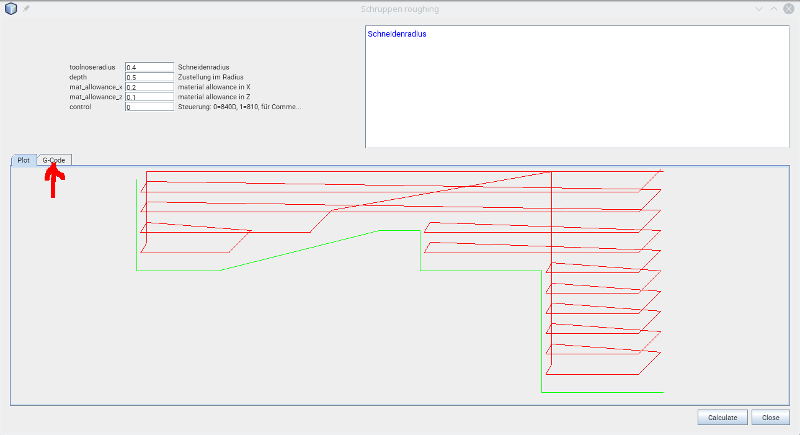 Schruppen roughing
Schneidenradius
toolnoseradius 0.4 Schneidenradius
depth 0.5 Zustellung im Radius
mat_allowance_x 0.2 material allowance in X
mat_allowance_z 0.1 material allowance in Z
control 0 Steuerung: 0=840D, 1=810, für Comme...
Plot G-Code
Calculate Close